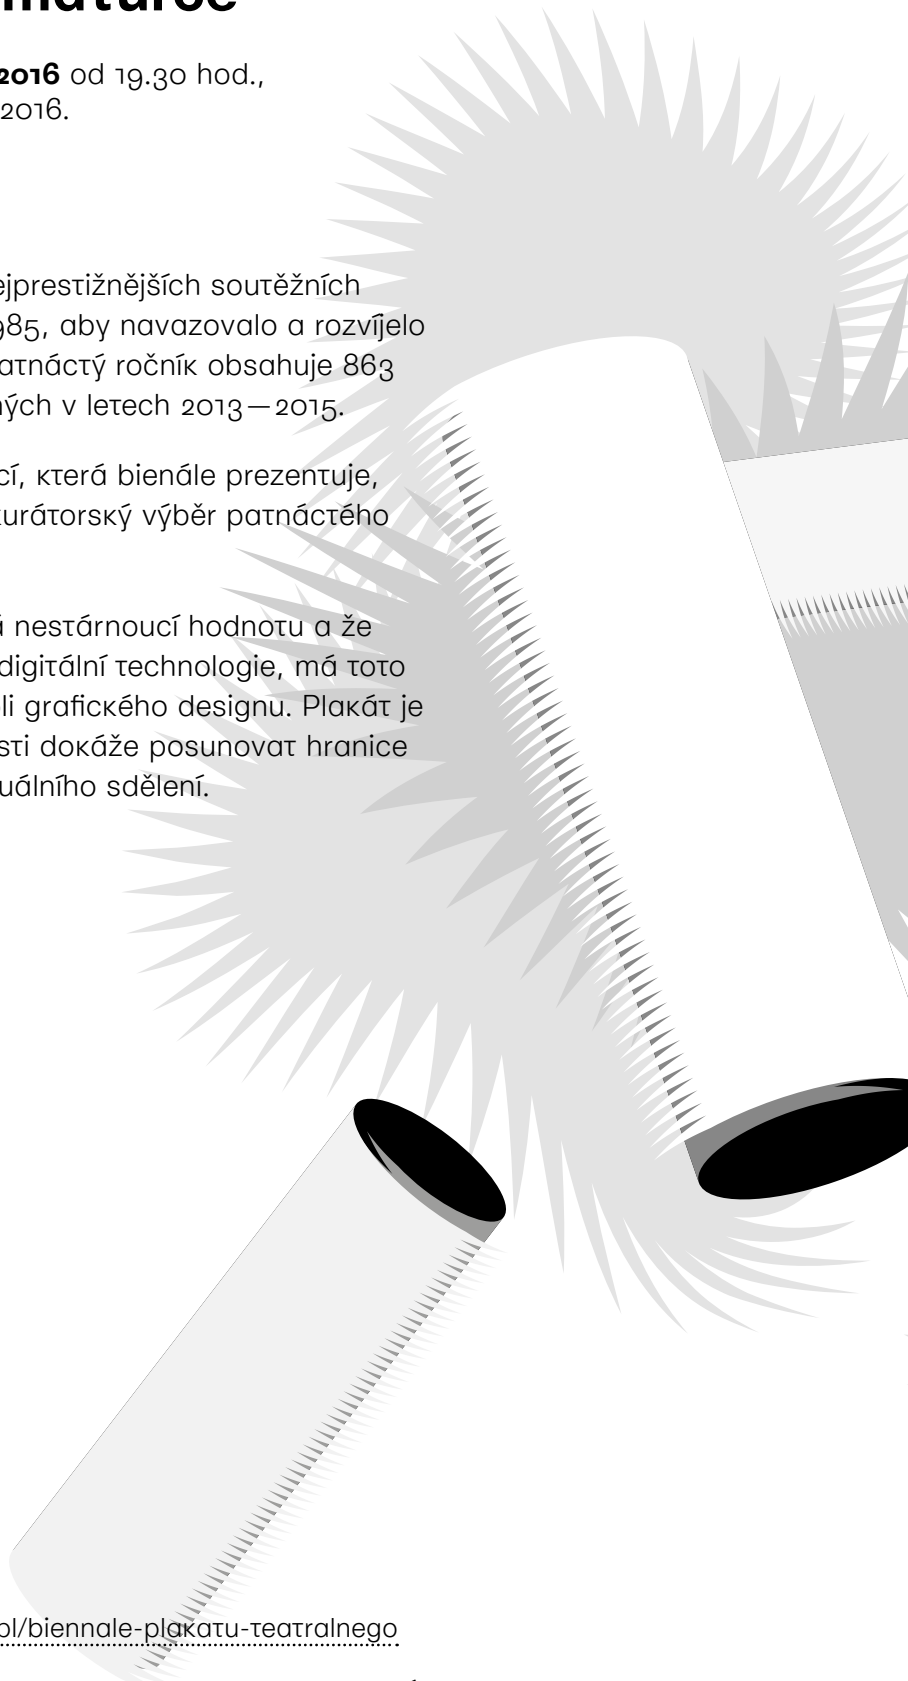 maturoce
2016 od 19.30 hod.,
2016.
ejprestižnějších soutěžních
985, aby navazovalo a rozvíjelo
atnáctý ročník obsahuje 863
ných v letech 2013—2015.
cí, která bienále prezentuje,
kurátorský výběr patnáctého
á nestárnoucí hodnotu a že
digitální technologie, má toto
li grafického designu. Plakát je
sti dokáže posunovat hranice
uálního sdělení.
pl/biennale-plakatu-teatralnego